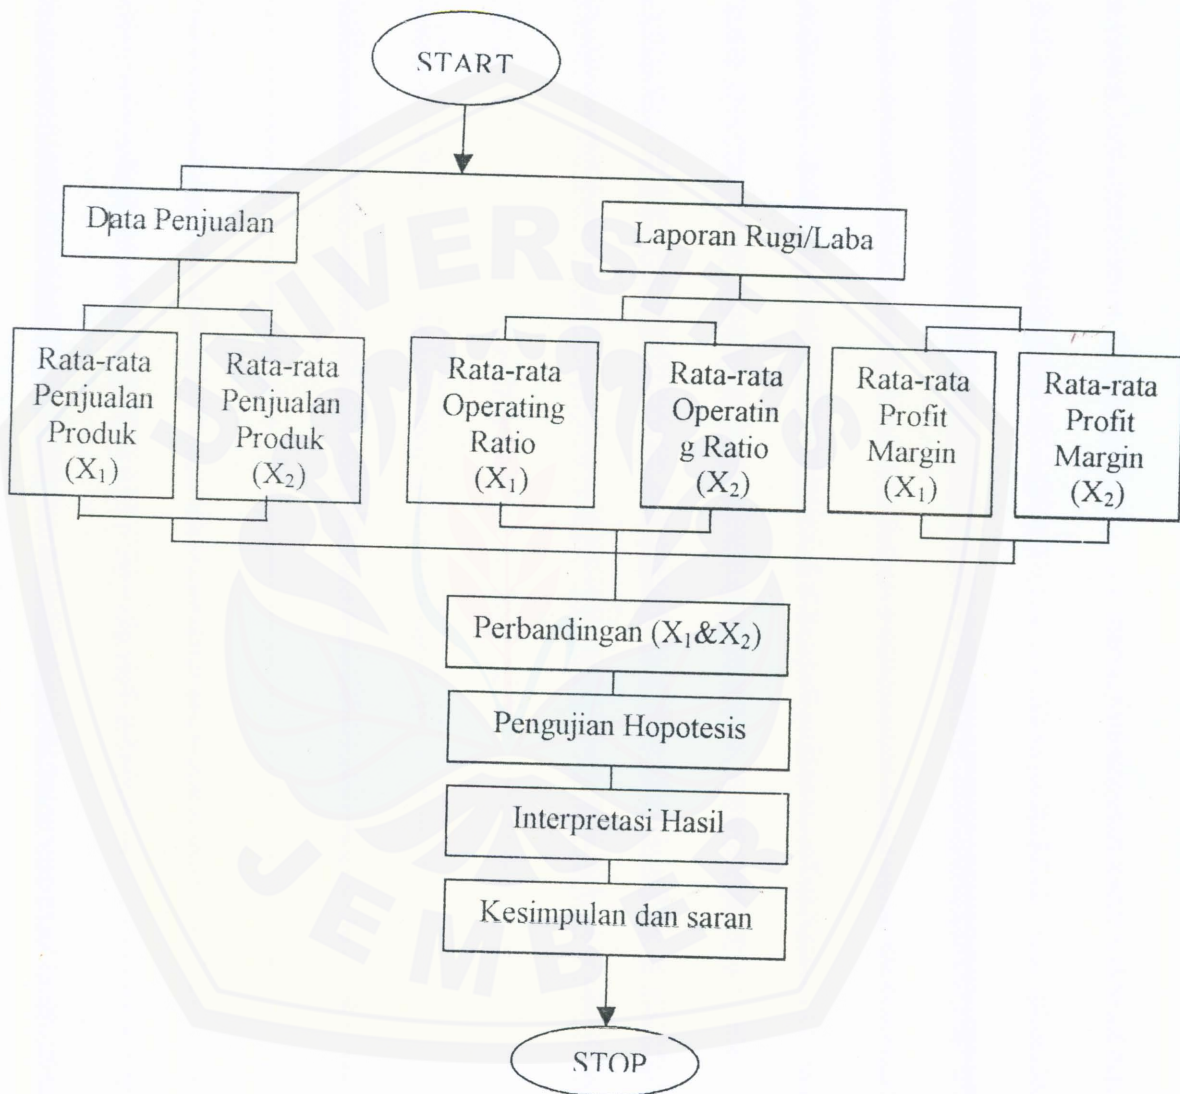 START
Data Penjualan
Laporan Rugi/Laba
Rata-rata
Penjualan
Produk
(X₁)
Rata-rata
Penjualan
Produk
(X₂)
Rata-rata
Operating
Ratio
(X₁)
Rata-rata
Operatin
g Ratio
(X₂)
Rata-rata
Profit
Margin
(X₁)
Rata-rata
Profit
Margin
(X₂)
Perbandingan (X₁&X₂)
Pengujian Hopotesis
Interpretasi Hasil
Kesimpulan dan saran
STOP
UNIVERSITAS
JEMBER